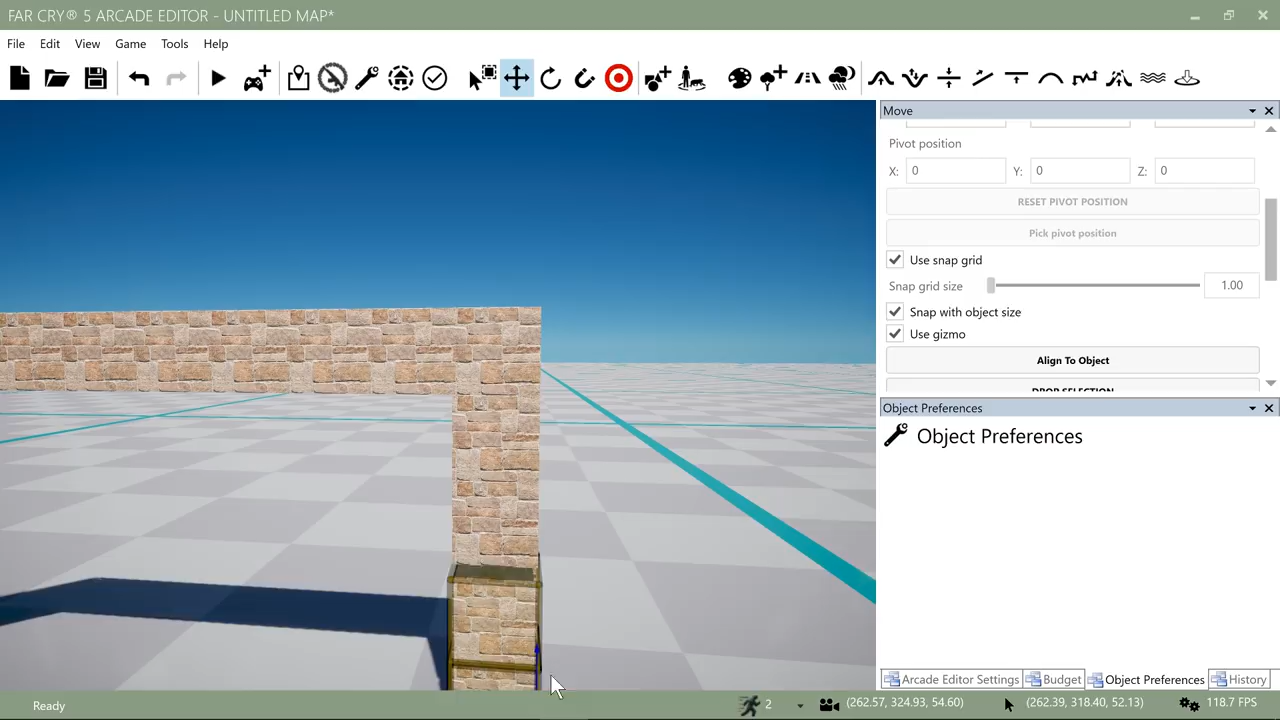 FAR CRY® 5 ARCADE EDITOR - UNTITLED MAP*
File Edit View Game Tools Help
Move
Pivot position
X: 0 Y: 0 Z: 0
RESET PIVOT POSITION
Pick pivot position
Use snap grid
Snap grid size 1.00
Snap with object size
Use gizmo
Align To Object
DROP SELECTION
Object Preferences
Object Preferences
Arcade Editor Settings Budget Object Preferences History
Ready 2 (262.57, 324.93, 54.60) (262.39, 318.40, 52.13) 118.7 FPS